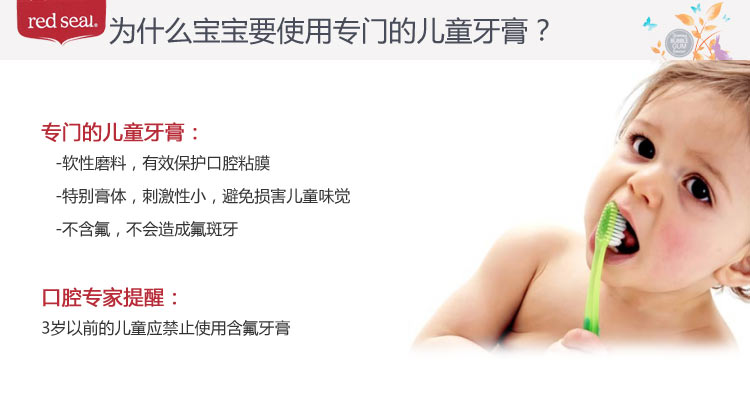 red seal
为什么宝宝要使用专门的儿童牙膏？
专门的儿童牙膏：
-软性磨料，有效保护口腔粘膜
-特别膏体，刺激性小，避免损害儿童味觉
-不含氟，不会造成氟斑牙
口腔专家提醒：
3岁以前的儿童应禁止使用含氟牙膏